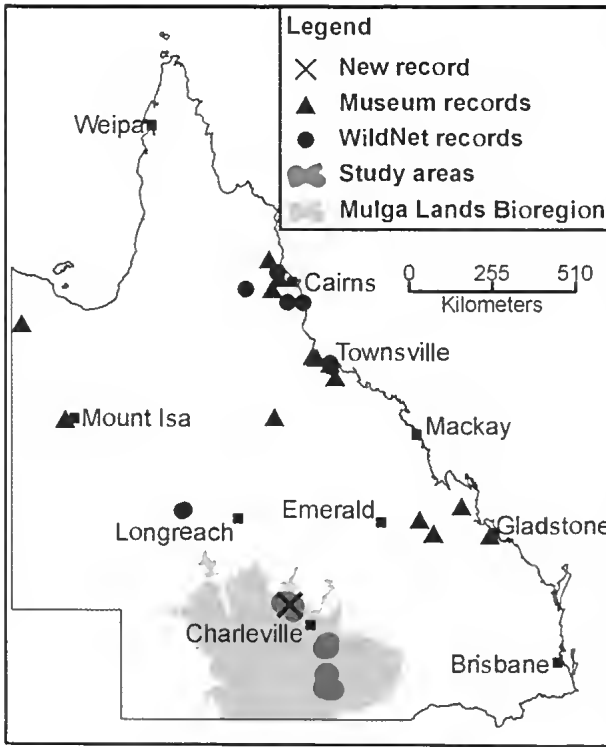 Legend
New record
Museum records
WildNet records
Study areas
Mulga Lands Bioregion
Weipa
Cairns
0 255 510
Kilometers
Townsville
Mount Isa
Mackay
Longreach
Emerald
Gladstone
Charleville
Brisbane